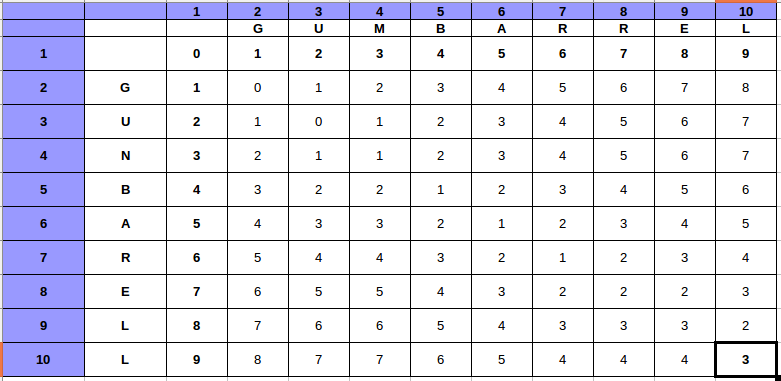 1 2 3 4 5 6 7 8 9 10
G U M B A R R E L
1 0 1 2 3 4 5 6 7 8 9
2 G 1 0 1 2 3 4 5 6 7 8
3 U 2 1 0 1 2 3 4 5 6 7
4 N 3 2 1 1 2 3 4 5 6 7
5 B 4 3 2 2 1 2 3 4 5 6
6 A 5 4 3 3 2 1 2 3 4 5
7 R 6 5 4 4 3 2 1 2 3 4
8 E 7 6 5 5 4 3 2 2 2 3
9 L 8 7 6 6 5 4 3 3 3 2
10 L 9 8 7 7 6 5 4 4 4 3